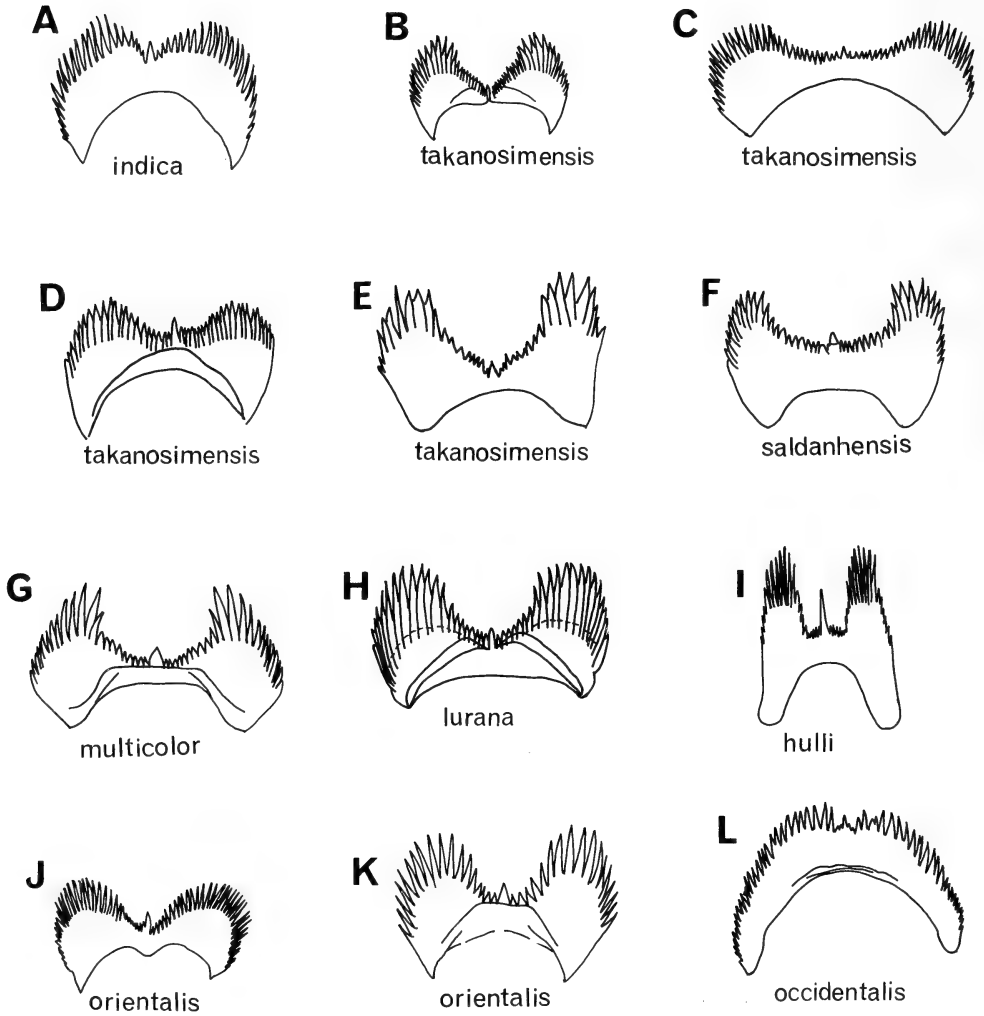 A
B
C
indica
takanosimensis
takanosimensis
D
E
F
takanosimensis
takanosimensis
saldanhensis
G
H
I
multicolor
lurana
hulli
J
K
L
orientalis
orientalis
occidentalis